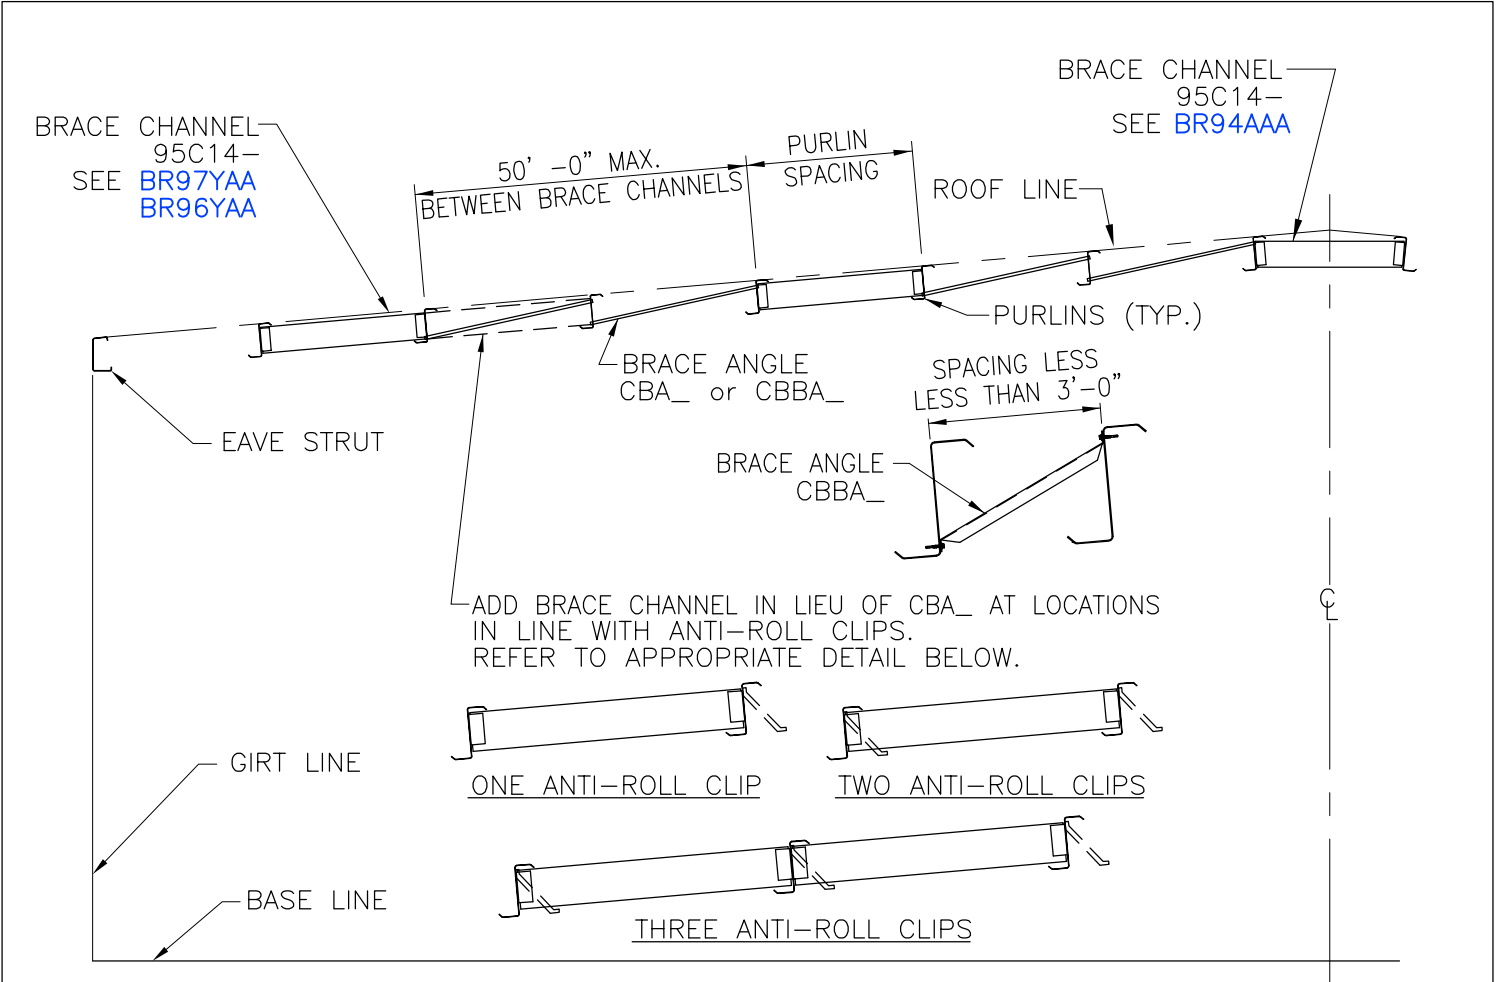 BRACE CHANNEL
95C14-
SEE BR97YAA
BR96YAA
50' -0" MAX.
BETWEEN BRACE CHANNELS
PURLIN
SPACING
BRACE CHANNEL
95C14-
SEE BR94AAA
ROOF LINE
PURLINS (TYP.)
BRACE ANGLE
CBA_ or CBBA_
EAVE STRUT
SPACING LESS
LESS THAN 3'-0"
BRACE ANGLE
CBBA_
ADD BRACE CHANNEL IN LIEU OF CBA_ AT LOCATIONS
IN LINE WITH ANTI-ROLL CLIPS.
REFER TO APPROPRIATE DETAIL BELOW.
℄
GIRT LINE
ONE ANTI-ROLL CLIP
TWO ANTI-ROLL CLIPS
BASE LINE
THREE ANTI-ROLL CLIPS